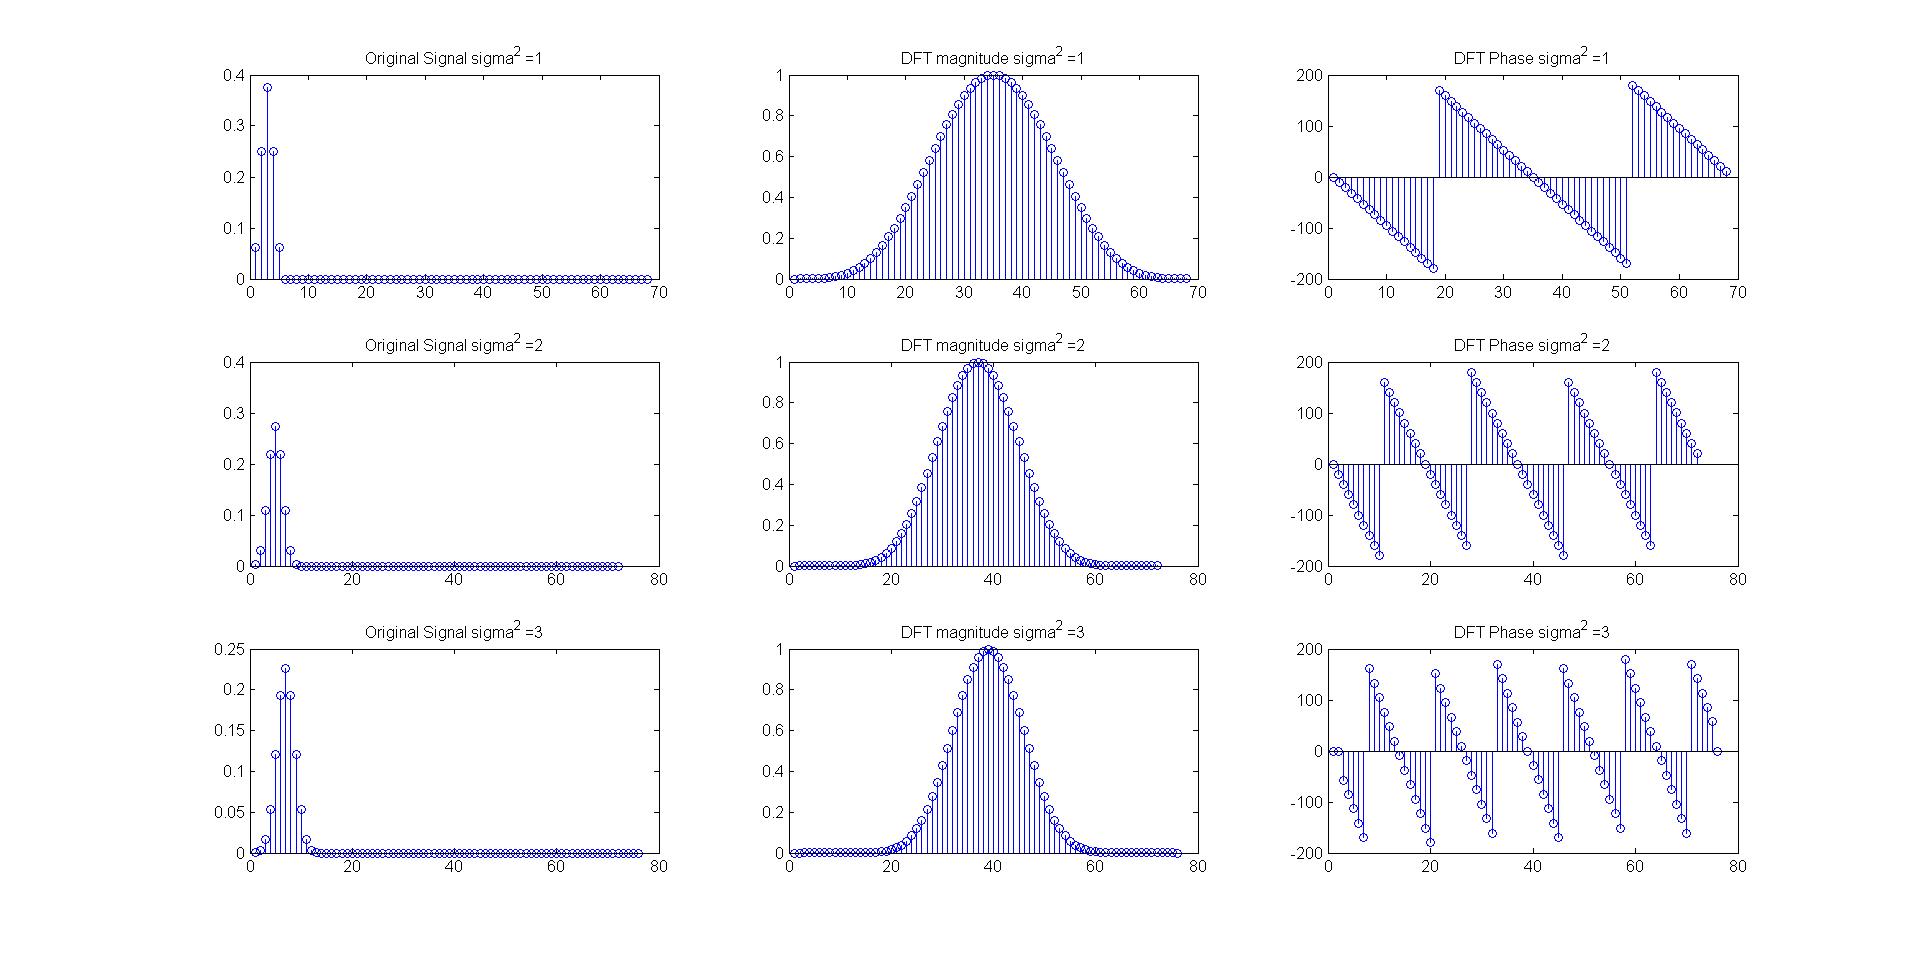 Original Signal sigma² =1
0.4
0.3
0.2
0.1
0
0 10 20 30 40 50 60 70
DFT magnitude sigma² =1
1
0.8
0.6
0.4
0.2
0
0 10 20 30 40 50 60 70
DFT Phase sigma² =1
200
100
0
-100
-200
0 10 20 30 40 50 60 70
Original Signal sigma² =2
0.4
0.3
0.2
0.1
0
0 20 40 60 80
DFT magnitude sigma² =2
1
0.8
0.6
0.4
0.2
0
0 20 40 60 80
DFT Phase sigma² =2
200
100
0
-100
-200
0 20 40 60 80
Original Signal sigma² =3
0.25
0.2
0.15
0.1
0.05
0
0 20 40 60 80
DFT magnitude sigma² =3
1
0.8
0.6
0.4
0.2
0
0 20 40 60 80
DFT Phase sigma² =3
200
100
0
-100
-200
0 20 40 60 80